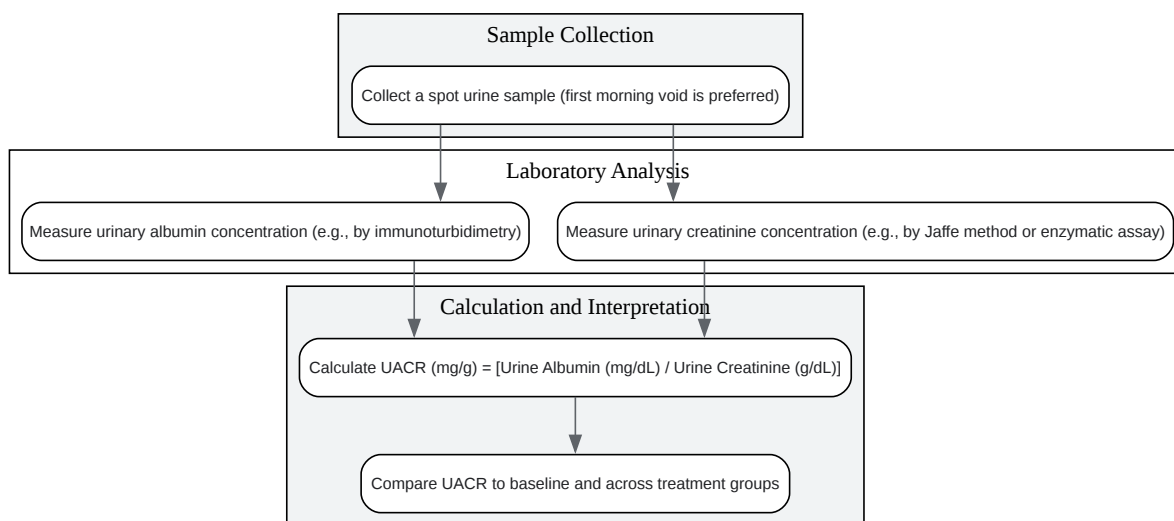 Sample Collection
Collect a spot urine sample (first morning void is preferred)
Laboratory Analysis
Measure urinary albumin concentration (e.g., by immunoturbidimetry)
Measure urinary creatinine concentration (e.g., by Jaffe method or enzymatic assay)
Calculation and Interpretation
Calculate UACR (mg/g) = [Urine Albumin (mg/dL) / Urine Creatinine (g/dL)]
Compare UACR to baseline and across treatment groups